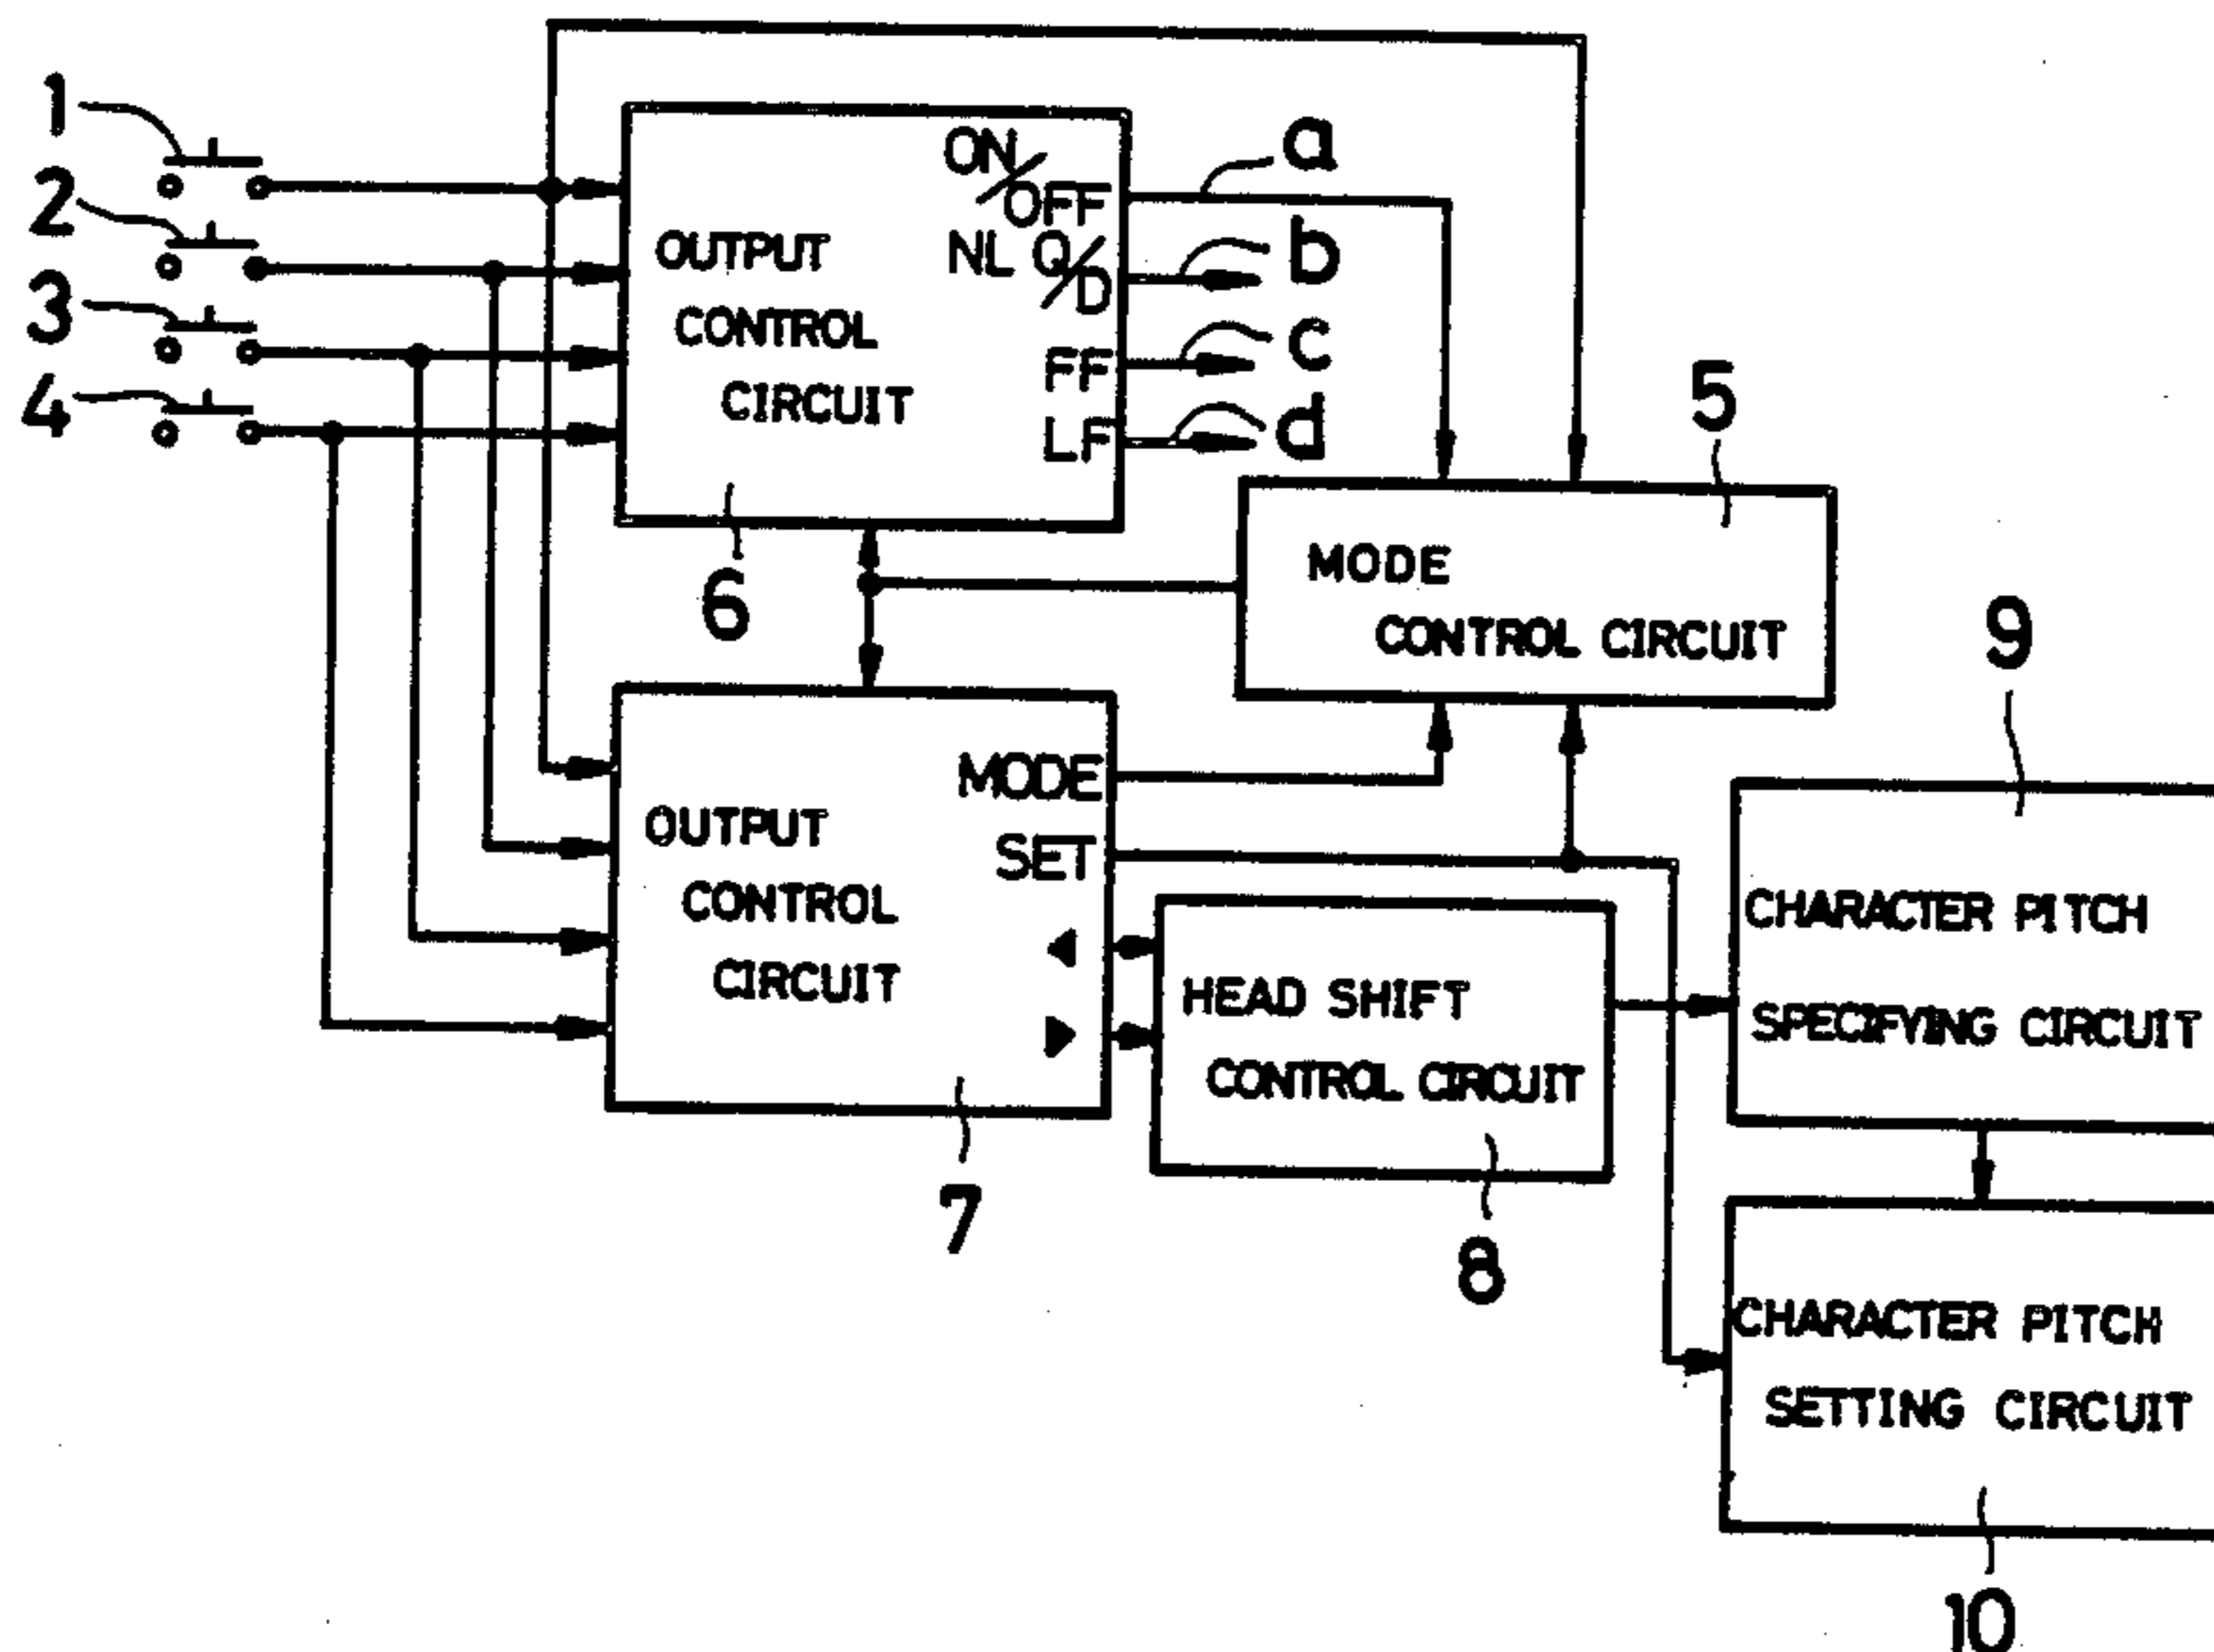 1
2
3
4
OUTPUT
CONTROL
CIRCUIT
ON/OFF
NLQ/D
FF
LF
a
b
c
d
5
6
MODE
CONTROL CIRCUIT
OUTPUT
CONTROL
CIRCUIT
MODE
SET
◀
▶
7
HEAD SHIFT
CONTROL CIRCUIT
8
9
CHARACTER PITCH
SPECIFYING CIRCUIT
CHARACTER PITCH
SETTING CIRCUIT
10